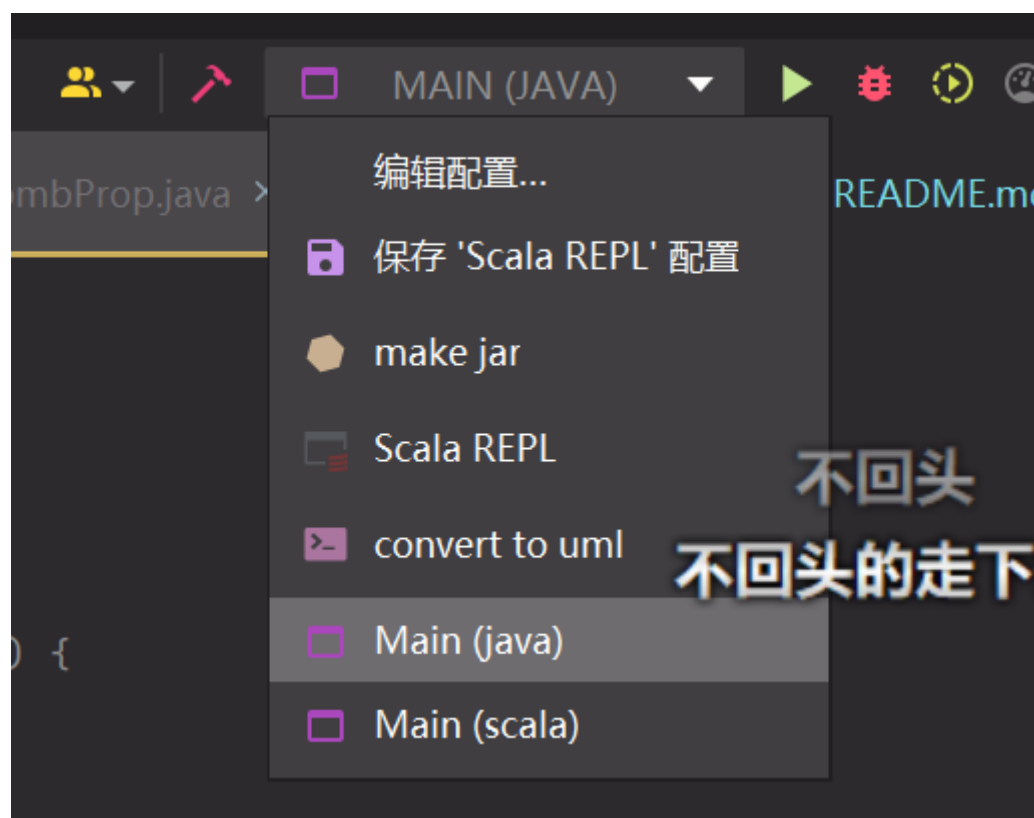 MAIN (JAVA)
mbProp.java ×
README.m
编辑配置...
保存 'Scala REPL' 配置
make jar
Scala REPL
不回头
convert to uml
不回头的走下
Main (java)
) {
Main (scala)